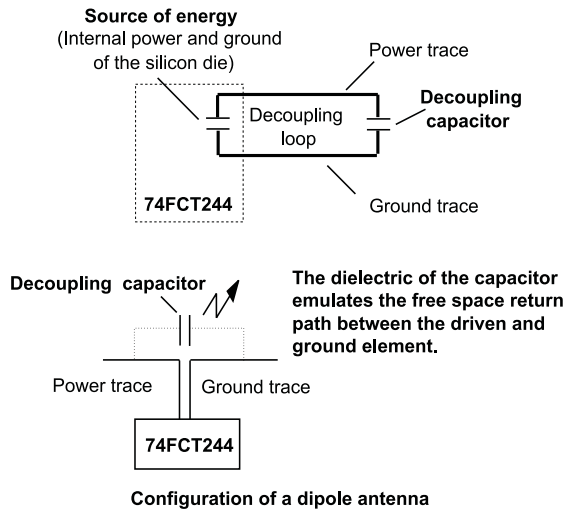 Source of energy
(Internal power and ground
of the silicon die)
Power trace
Decoupling
capacitor
Decoupling
loop
74FCT244
Ground trace
Decoupling capacitor
The dielectric of the capacitor
emulates the free space return
path between the driven and
ground element.
Power trace
Ground trace
74FCT244
Configuration of a dipole antenna